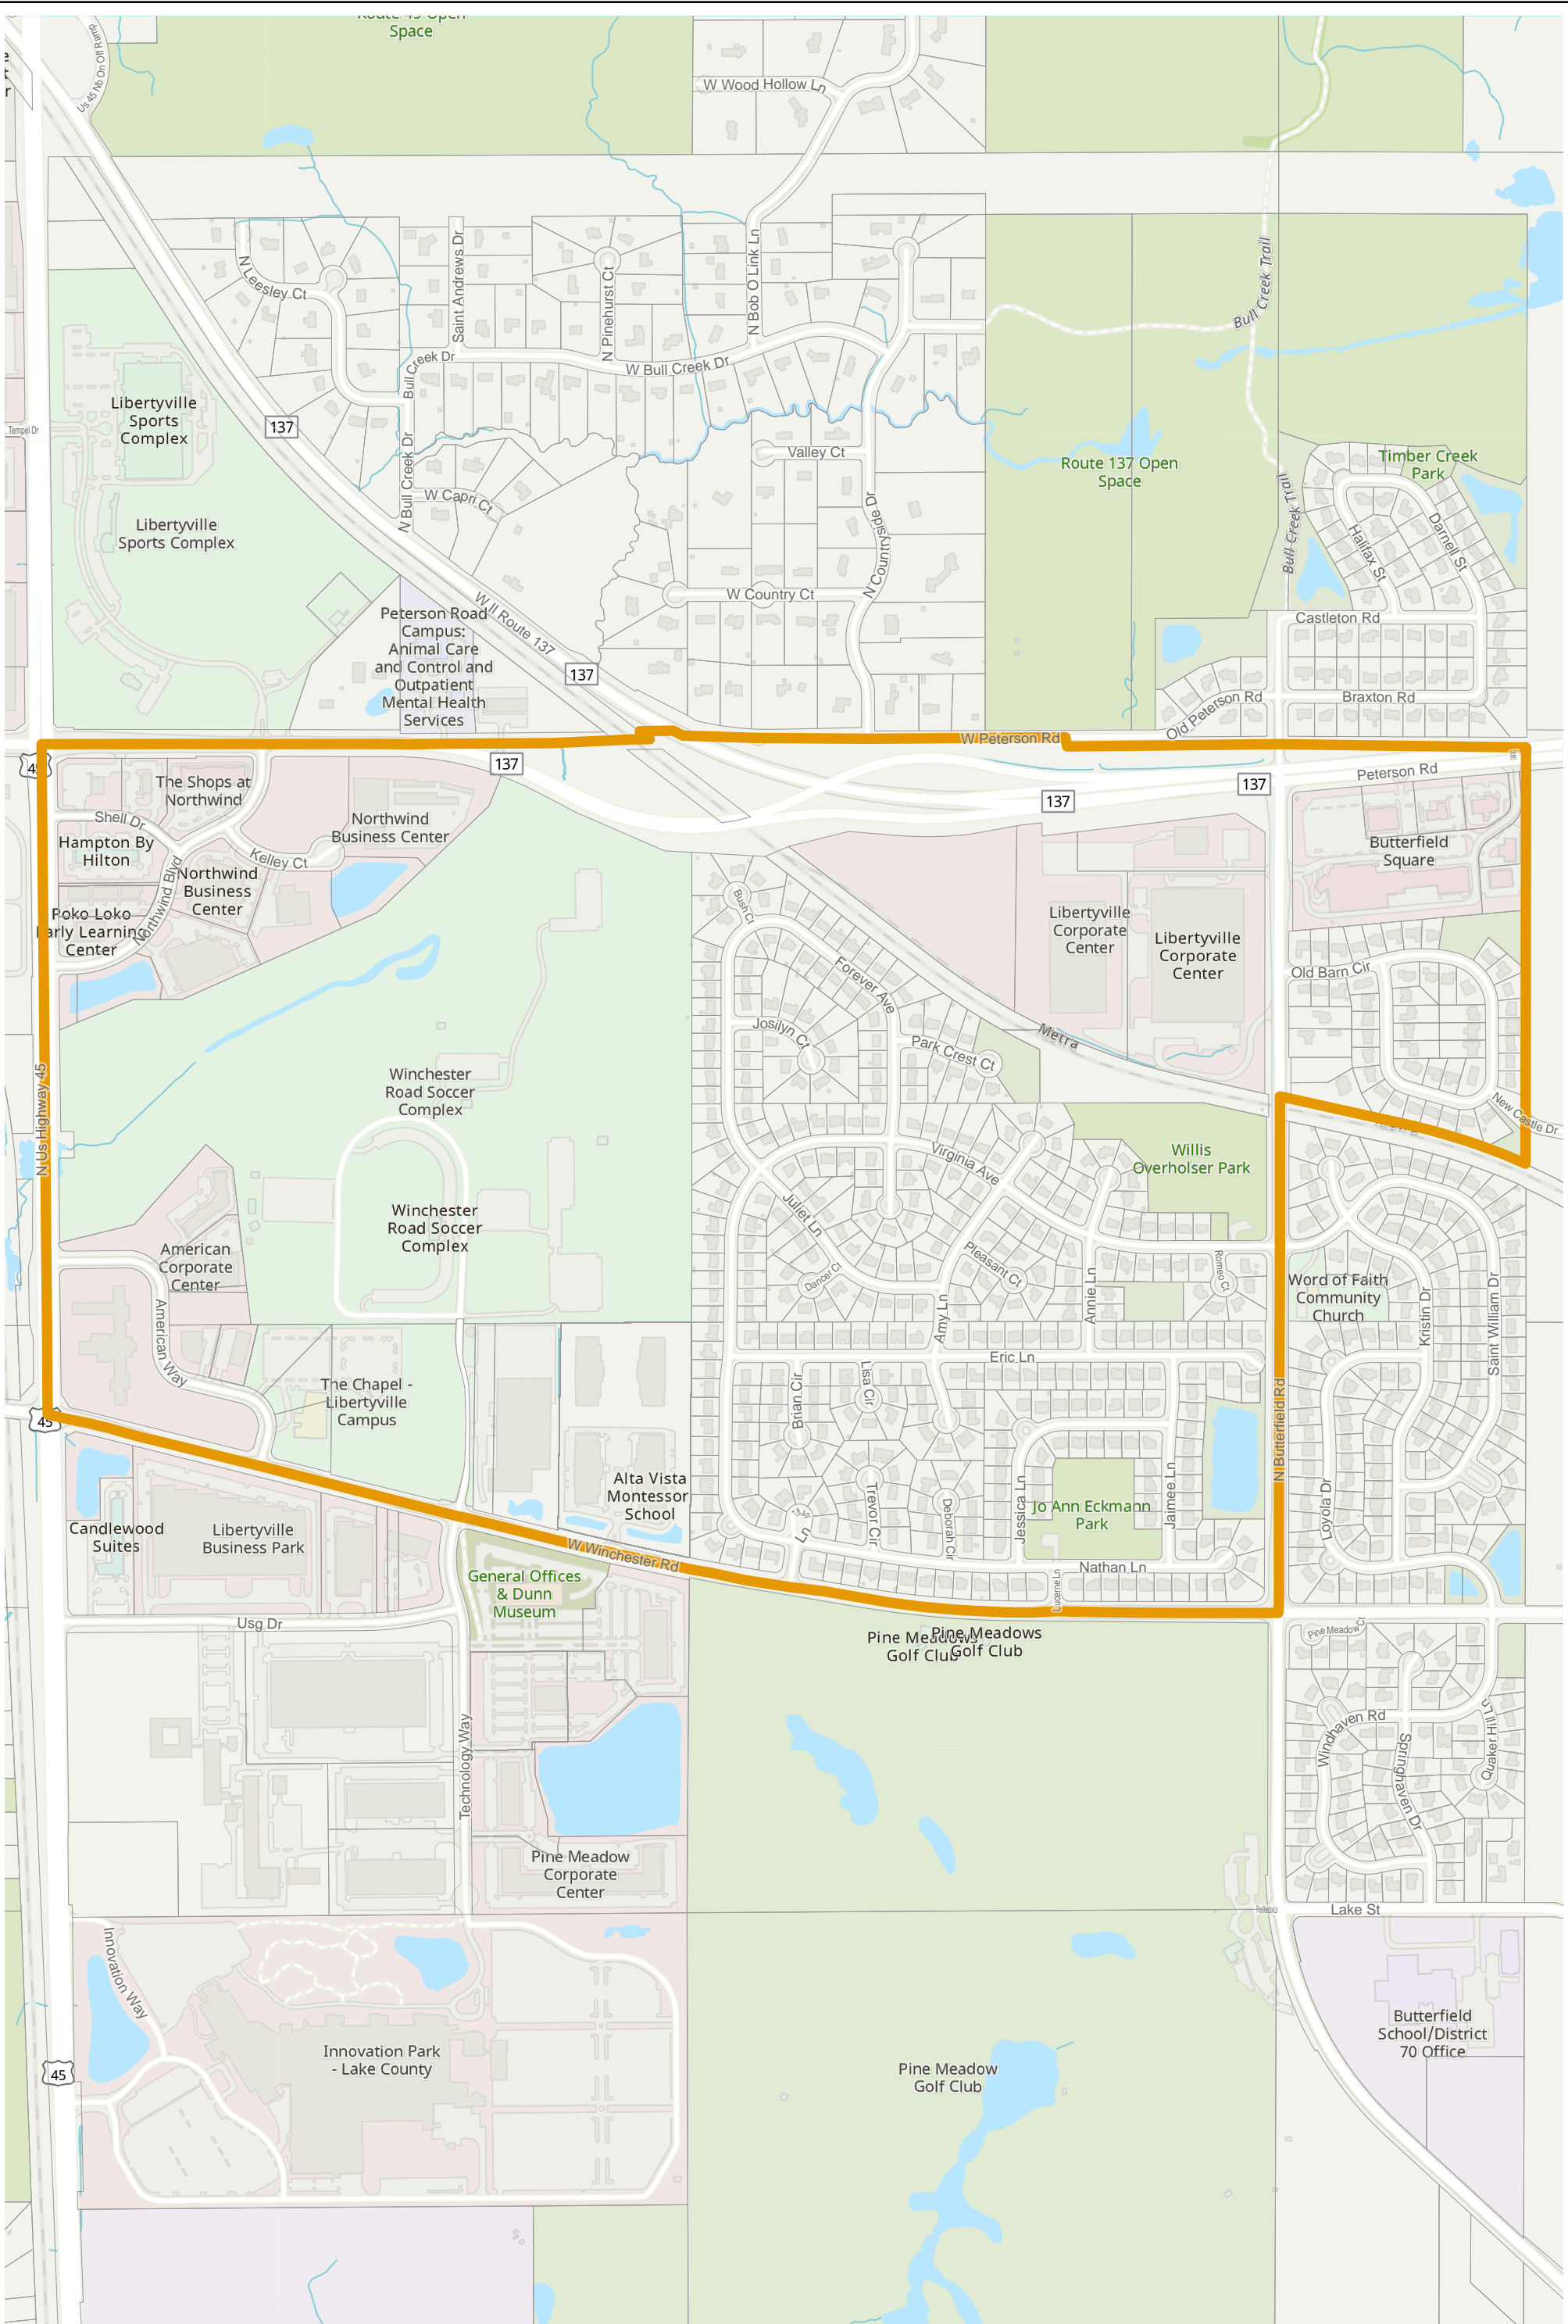 Route 45 Open
Space
Us 45 Nb On Off Ramp
W Wood Hollow Ln
N Leesley Ct
Saint Andrews Dr
N Pinehurst Ct
N Bob O Link Ln
Bull Creek Trail
Bull Creek Dr
W Bull Creek Dr
Libertyville
Sports
Complex
Tempel Dr
137
N Bull Creek Dr
Valley Ct
W Capri Ct
Route 137 Open
Space
Timber Creek
Park
Bull Creek Trail
Halifax St
Darnell St
Libertyville
Sports Complex
N Countryside Dr
W Country Ct
W Il Route 137
Castleton Rd
Peterson Road
Campus:
Animal Care
and Control and
Outpatient
Mental Health
Services
137
Old Peterson Rd
Braxton Rd
W Peterson Rd
45
137
137
137
Peterson Rd
The Shops at
Northwind
Shell Dr
Hampton By
Hilton
Kelley Ct
Northwind
Business Center
Northwind Blvd
Northwind
Business
Center
Poko Loko
Early Learning
Center
Butterfield
Square
Bush Ct
Libertyville
Corporate
Center
Libertyville
Corporate
Center
Forever Ave
Old Barn Cir
Josilyn Ct
Park Crest Ct
Metra
N Us Highway 45
Winchester
Road Soccer
Complex
New Castle Dr
Virginia Ave
Willis
Overholser Park
Winchester
Road Soccer
Complex
Juliet Ln
Pleasant Ct
Dancer Ct
Romeo Ct
American
Corporate
Center
Word of Faith
Community
Church
Annie Ln
Amy Ln
Kristin Dr
Saint William Dr
American Way
Eric Ln
Lisa Cir
Brian Cir
The Chapel -
Libertyville
Campus
45
N Butterfield Rd
Alta Vista
Montessori
School
Trevor Cir
Deborah Cir
Jessica Ln
Jo Ann Eckmann
Park
Jaimee Ln
Loyola Dr
Candlewood
Suites
Libertyville
Business Park
Ln
W Winchester Rd
Nathan Ln
Lucerne Ln
General Offices
& Dunn
Museum
Usg Dr
Pine Meadows
Golf Club
Pine Meadows
Golf Club
Pine Meadow Ct
Windhaven Rd
Springhaven Dr
Quaker Hill Ln
Technology Way
Pine Meadow
Corporate
Center
Lake St
Innovation Way
Innovation Park
- Lake County
Butterfield
School/District
70 Office
45
Pine Meadow
Golf Club